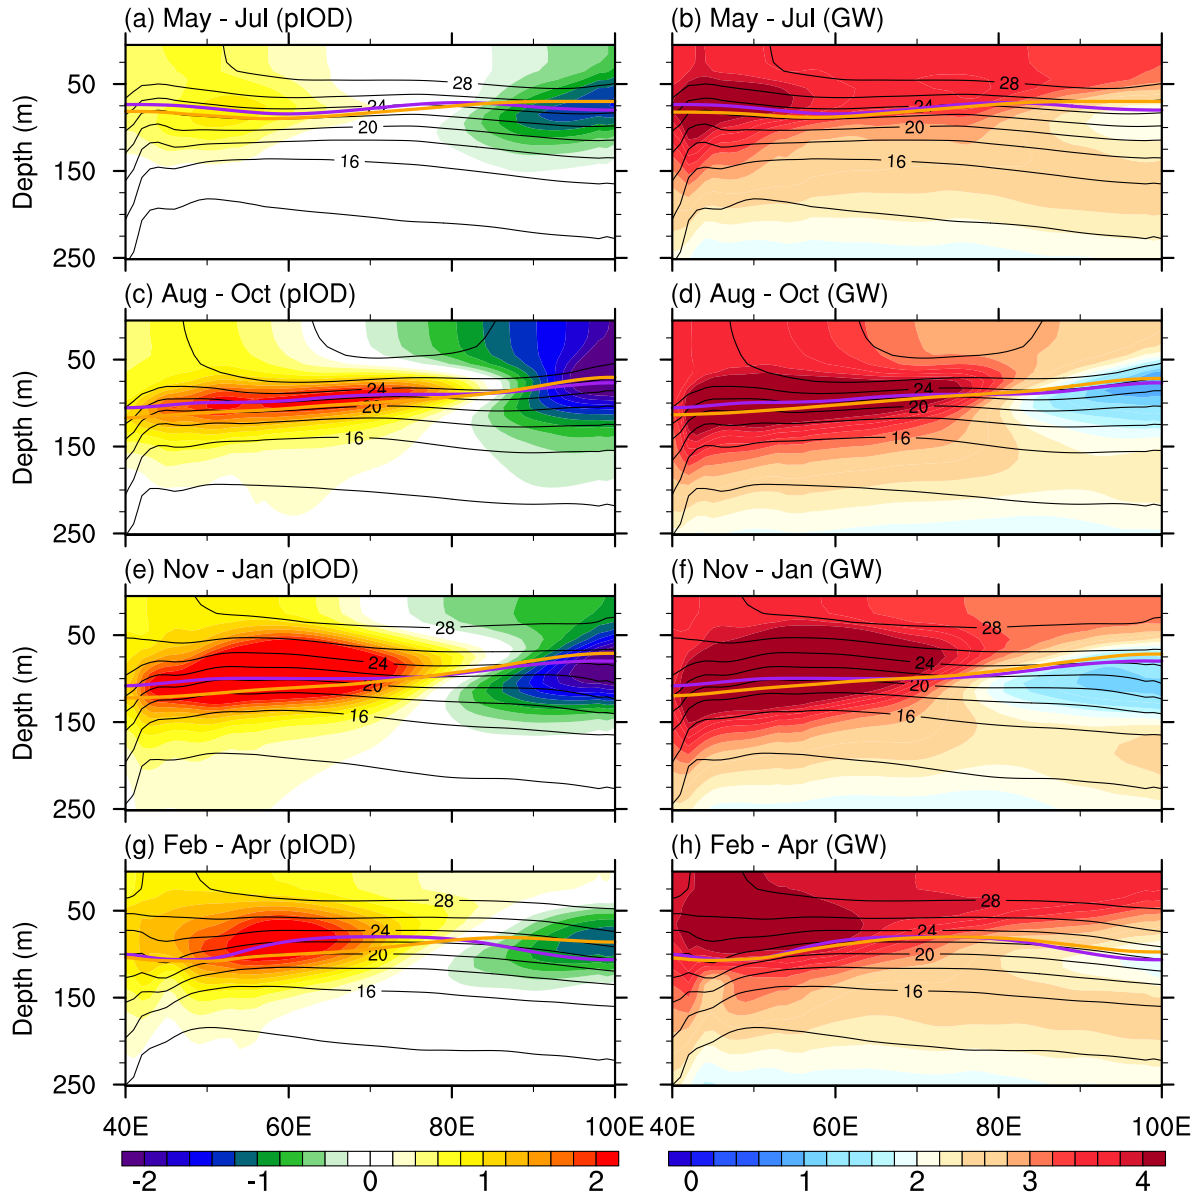 (a) May - Jul (pIOD)
(b) May - Jul (GW)
50
150
250
Depth (m)
28
24
20
16
28
24
20
16
(c) Aug - Oct (pIOD)
(d) Aug - Oct (GW)
50
150
250
Depth (m)
24
20
16
24
20
16
(e) Nov - Jan (pIOD)
(f) Nov - Jan (GW)
50
150
250
Depth (m)
28
24
20
16
28
24
20
16
(g) Feb - Apr (pIOD)
(h) Feb - Apr (GW)
50
150
250
Depth (m)
28
24
20
16
28
24
20
16
40E 60E 80E 100E
40E 60E 80E 100E
-2 -1 0 1 2
0 1 2 3 4